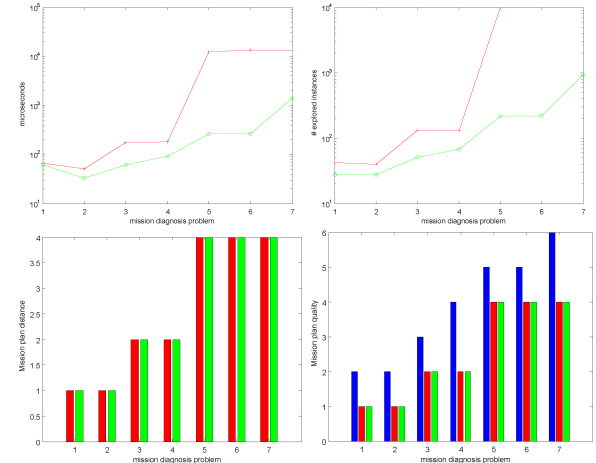 10^5
10^4
10^3
10^2
10^1
microseconds
1 2 3 4 5 6 7
mission diagnosis problem
10^4
10^3
10^2
10^1
# explored instances
1 2 3 4 5 6 7
mission diagnosis problem
4
3.5
3
2.5
2
1.5
1
0.5
0
Mission plan distance
1 2 3 4 5 6 7
mission diagnosis problem
6
5
4
3
2
1
0
Mission plan quality
1 2 3 4 5 6 7
mission diagnosis problem